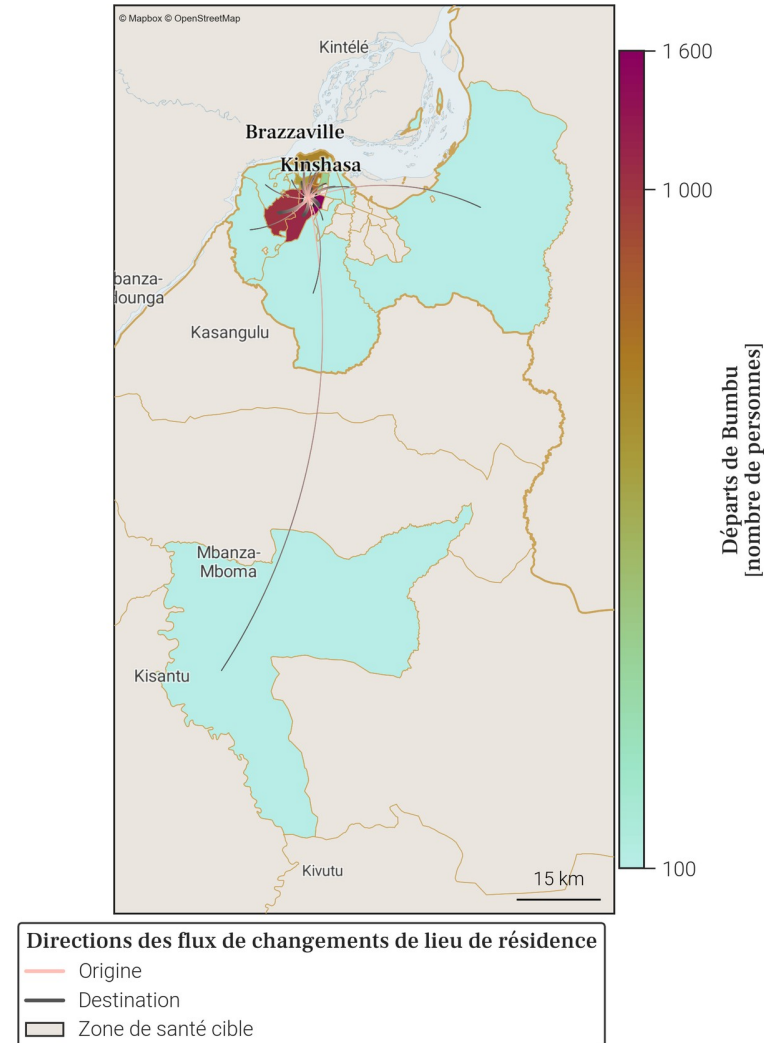 © Mapbox © OpenStreetMap
Kintélé
Brazzaville
Kinshasa
banza-
Kasangulu
Mbanza-
Mboma
Kisantu
Kivutu
15 km
1 600
1 000
100
Départs de Bumbu
[nombre de personnes]
Directions des flux de changements de lieu de résidence
Origine
Destination
Zone de santé cible